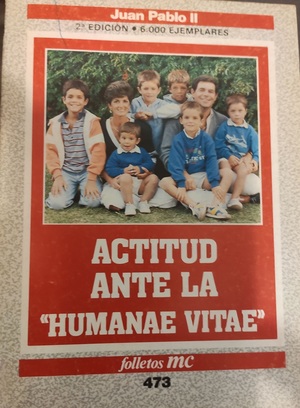 Juan Pablo II
2ª EDICIÓN • 6.000 EJEMPLARES
ACTITUD
ANTE LA
“HUMANAE VITAE”
folletos mc
473